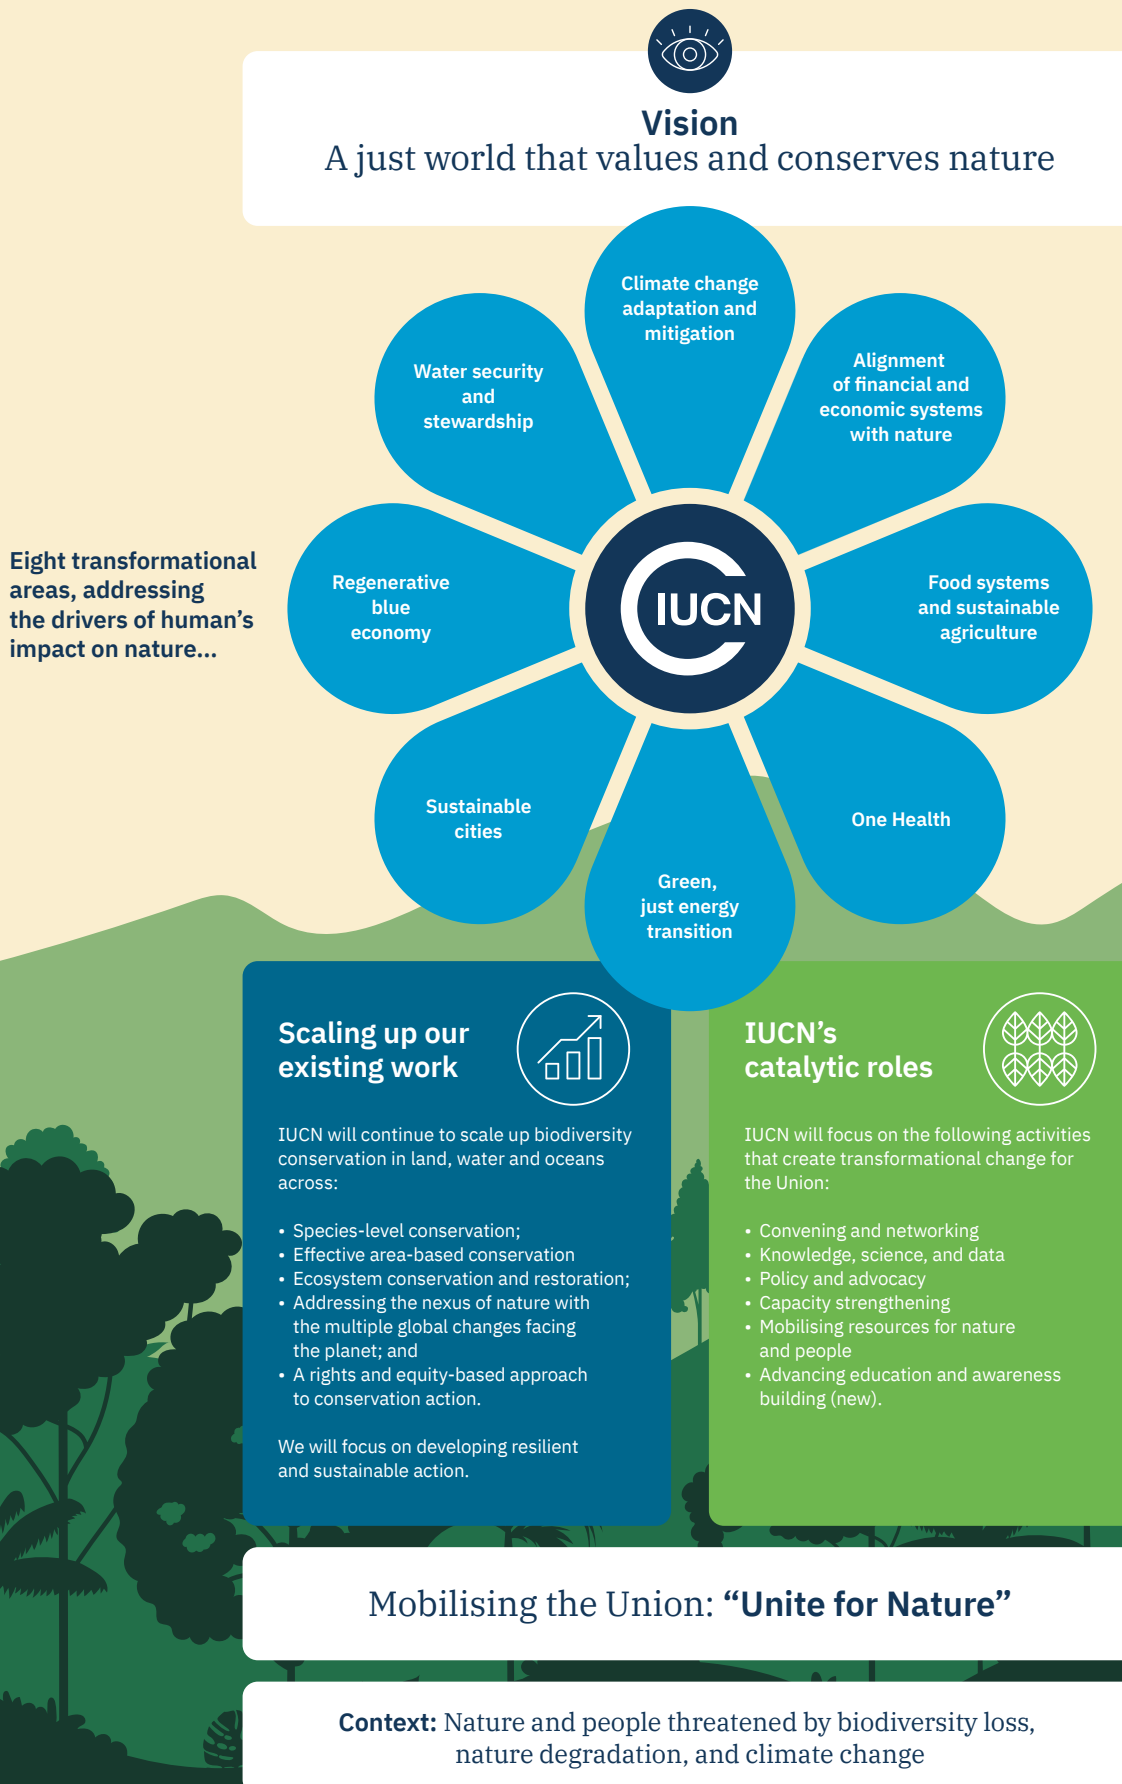 Vision
A just world that values and conserves nature
Climate change
adaptation and
mitigation
Alignment
of financial and
economic systems
with nature
Food systems
and sustainable
agriculture
One Health
Green,
just energy
transition
Sustainable
cities
Regenerative
blue
economy
Water security
and
stewardship
IUCN
Eight transformational
areas, addressing
the drivers of human’s
impact on nature...
Scaling up our
existing work
IUCN will continue to scale up biodiversity
conservation in land, water and oceans
across:
• Species-level conservation;
• Effective area-based conservation
• Ecosystem conservation and restoration;
• Addressing the nexus of nature with
the multiple global changes facing
the planet; and
• A rights and equity-based approach
to conservation action.
We will focus on developing resilient
and sustainable action.
IUCN’s
catalytic roles
IUCN will focus on the following activities
that create transformational change for
the Union:
• Convening and networking
• Knowledge, science, and data
• Policy and advocacy
• Capacity strengthening
• Mobilising resources for nature
and people
• Advancing education and awareness
building (new).
Mobilising the Union: “Unite for Nature”
Context: Nature and people threatened by biodiversity loss,
nature degradation, and climate change